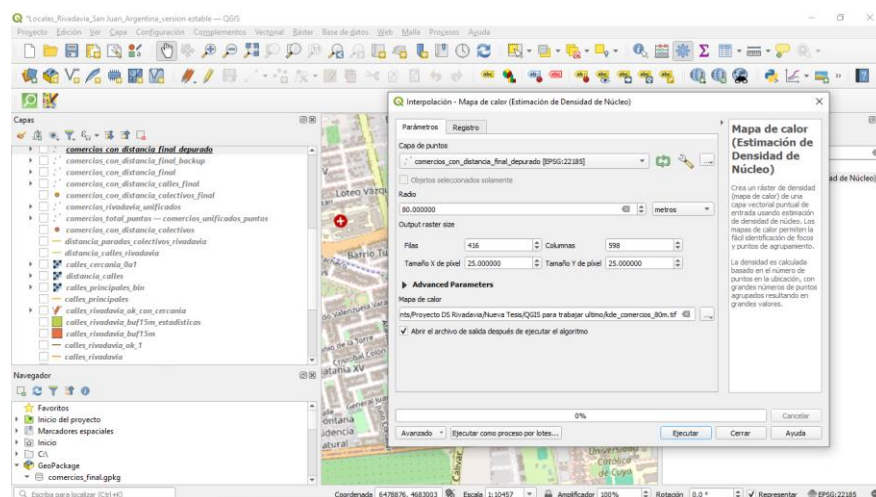 *Locales_Rivadavia_San Juan_Argentina_version estable — QGIS
Proyecto Edición Ver Capa Configuración Complementos Vectorial Ráster Base de datos Web Malla Procesos Ayuda
Capas
comercios_con_distancia_final_depurado
comercios_con_distancia_final_backup
comercios_con_distancia_final
comercios_con_distancia_calles_final
comercios_con_distancia_colectivos_final
comercios_rivadavia_unificados
comercios_total_puntos — comercios_unificados_puntos
comercios_con_distancia_colectivos
distancia_paradas_colectivos_rivadavia
distancia_calles_rivadavia
calles_cercania_0a1
distancia_calles
calles_principales_bin
calles_principales
calles_rivadavia_ok_con_cercania
calles_rivadavia_buf15m_estadisticas
calles_rivadavia_buf15m
calles_rivadavia_ok_1
calles_rivadavia
Navegador
Favoritos
Inicio del proyecto
Marcadores espaciales
Inicio
C:\
GeoPackage
comercios_final.gpkg
Escriba para localizar (Ctrl+K)
Loteo Vázqu
Barrio Tu
Cristóbal Colón
Calivar
Universidad
Católica
de Cuyo
Interpolación - Mapa de calor (Estimación de Densidad de Núcleo)
Parámetros Registro
Capa de puntos
comercios_con_distancia_final_depurado [EPSG:22185]
Objetos seleccionados solamente
Radio
80.000000 metros
Output raster size
Filas 416 Columnas 598
Tamaño X de píxel 25.000000 Tamaño Y de píxel 25.000000
Advanced Parameters
Mapa de calor
nts/Proyecto DS Rivadavia/Nueva Tesis/QGIS para trabajar ultimo/kde_comercios_80m.tif
Abrir el archivo de salida después de ejecutar el algoritmo
0% Cancelar
Avanzado Ejecutar como proceso por lotes... Ejecutar Cerrar Ayuda
Mapa de calor
(Estimación de
Densidad de
Núcleo)
Crea un ráster de densidad
(mapa de calor) de una
capa vectorial puntual de
entrada usando estimación
de densidad de núcleo. Los
mapas de calor permiten la
fácil identificación de focos
y puntos de agrupamiento.
La densidad es calculada
basado en el número de
puntos en la ubicación, con
grandes números de puntos
agrupados resultando en
grandes valores.
ad de Núcleo)
Coordenada 6478876, 4683003 Escala 1:10457 Amplificador 100% Rotación 0,0 ° Representar EPSG:22185